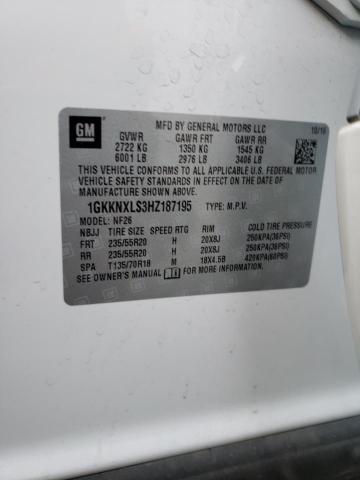 GM
MFD BY GENERAL MOTORS LLC
10/16
GVWR GAWR FRT GAWR RR
2722 KG 1350 KG 1545 KG
6001 LB 2976 LB 3406 LB
THIS VEHICLE CONFORMS TO ALL APPLICABLE U.S. FEDERAL MOTOR
VEHICLE SAFETY STANDARDS IN EFFECT ON THE DATE OF
MANUFACTURE SHOWN ABOVE.
1GKKNXLS3HZ187195 TYPE: M.P.V.
MODEL: NF26
NBJJ TIRE SIZE SPEED RTG RIM COLD TIRE PRESSURE
FRT 235/55R20 H 20X8J 250KPA(36PSI)
RR 235/55R20 H 20X8J 250KPA(36PSI)
SPA T135/70R18 M 18X4.5B 420KPA(60PSI)
SEE OWNER'S MANUAL FOR ADDITIONAL INFORMATION